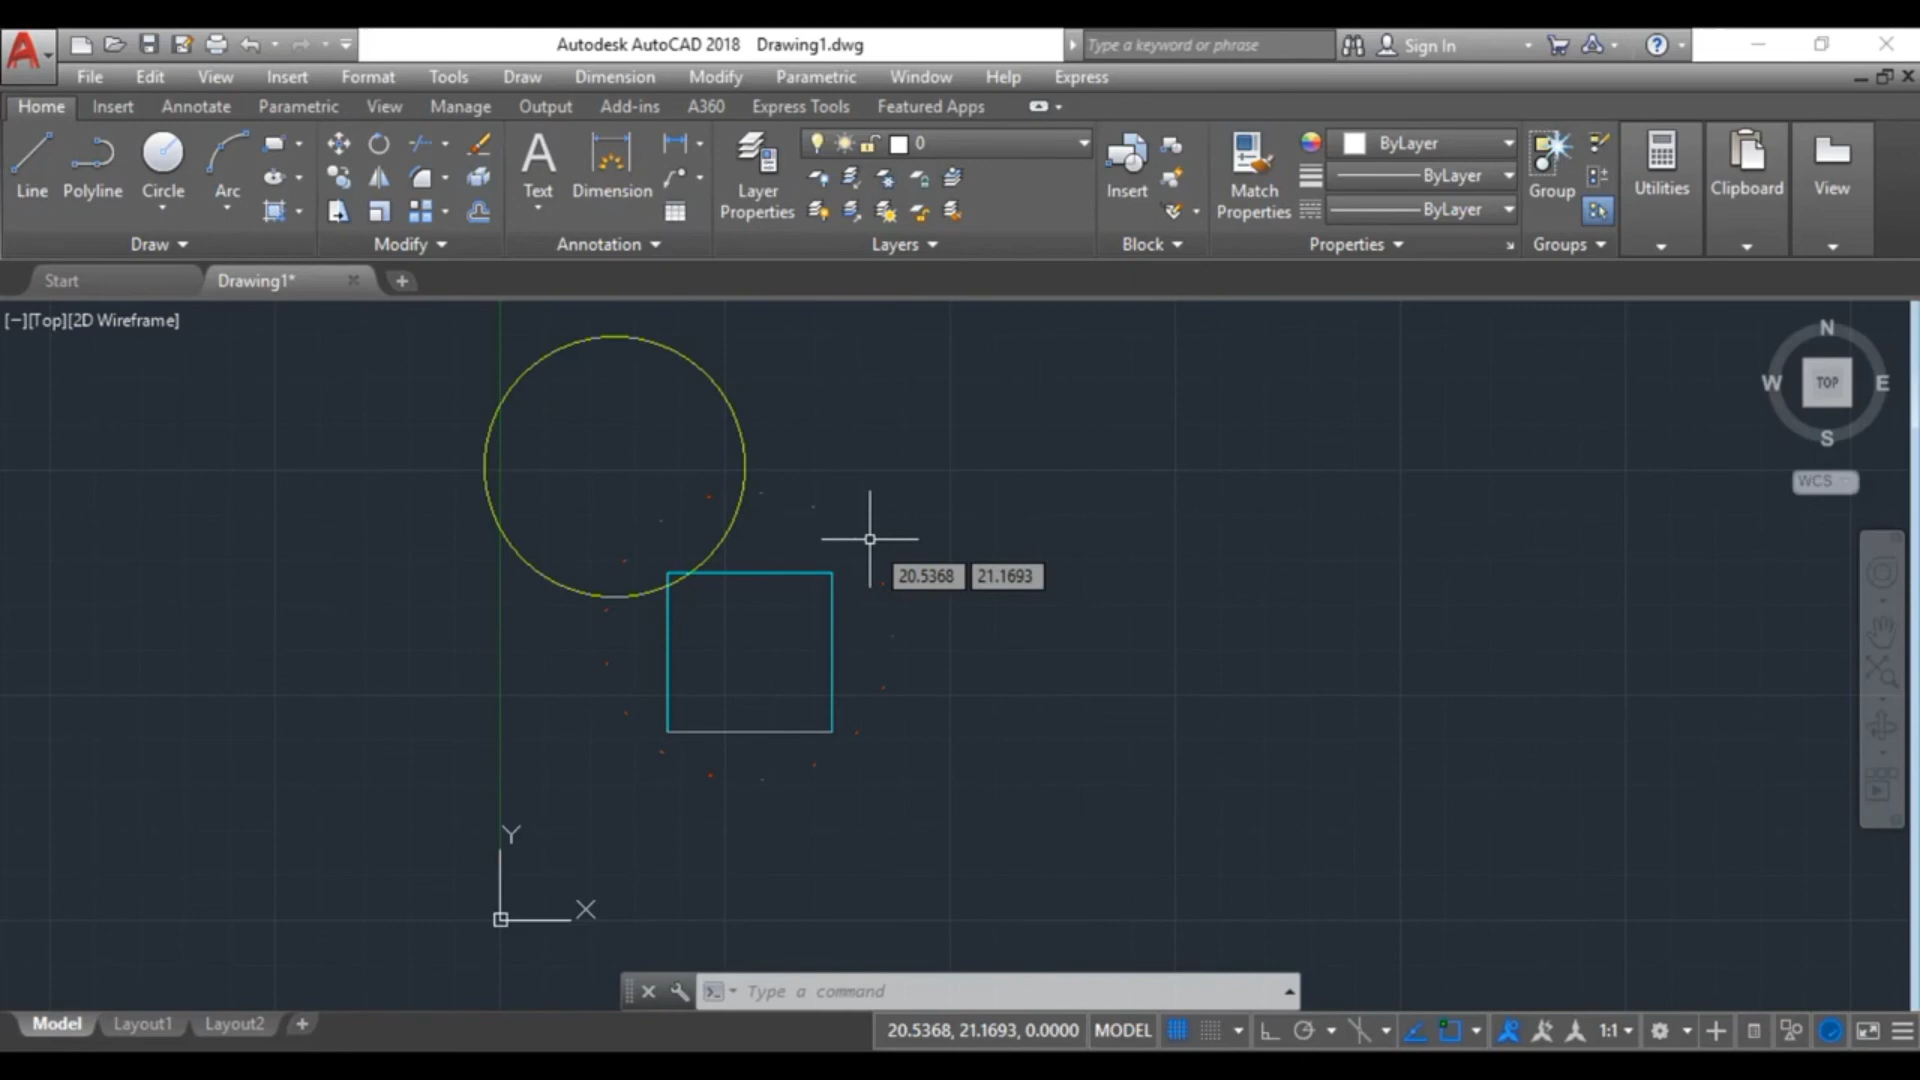 Autodesk AutoCAD 2018 Drawing1.dwg
Type a keyword or phrase
Sign In
File Edit View Insert Format Tools Draw Dimension Modify Parametric Window Help Express
Home Insert Annotate Parametric View Manage Output Add-ins A360 Express Tools Featured Apps
0
ByLayer
ByLayer
ByLayer
Line Polyline Circle Arc
Text Dimension
Layer Properties
Insert
Match Properties
Group
Utilities
Clipboard
View
Draw Modify Annotation Layers Block Properties Groups
Start Drawing1*
[−][Top][2D Wireframe]
N
W TOP E
S
WCS
20.5368 21.1693
Y
X
Type a command
Model Layout1 Layout2
20.5368, 21.1693, 0.0000 MODEL 1:1